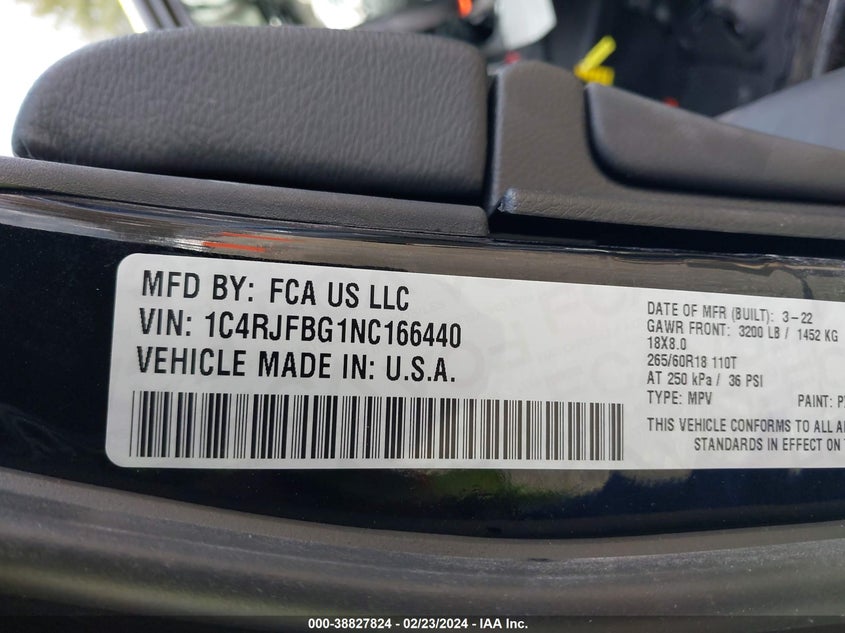 MFD BY: FCA US LLC
VIN: 1C4RJFBG1NC166440
VEHICLE MADE IN: U.S.A.
DATE OF MFR (BUILT): 3-22
GAWR FRONT: 3200 LB / 1452 KG
18X8.0
265/60R18 110T
AT 250 kPa / 36 PSI
TYPE: MPV PAINT:
THIS VEHICLE CONFORMS TO ALL
STANDARDS IN EFFECT ON
000-38827824 - 02/23/2024 - IAA Inc.